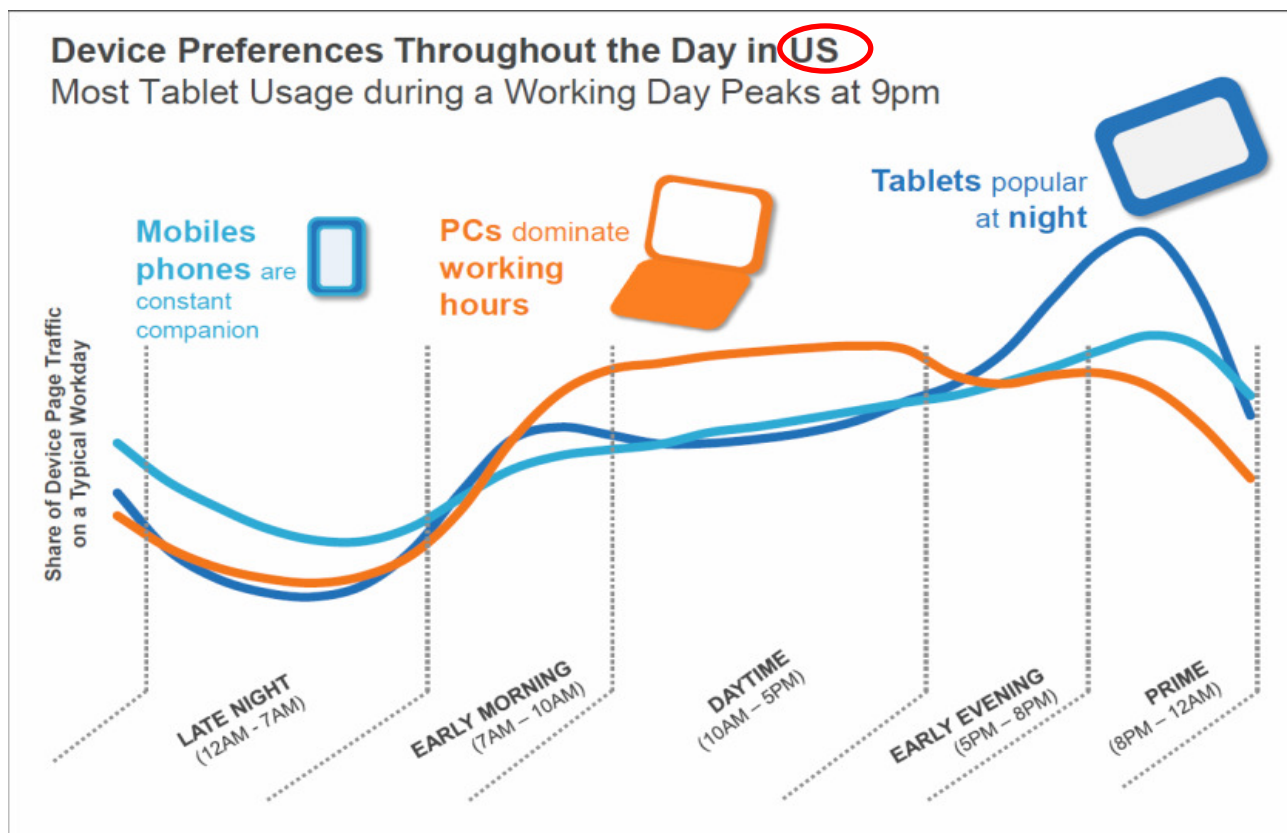 Device Preferences Throughout the Day in US
Most Tablet Usage during a Working Day Peaks at 9pm
Mobiles
phones are
constant
companion
PCs dominate
working
hours
Tablets popular
at night
Share of Device Page Traffic
on a Typical Workday
LATE NIGHT
(12AM - 7AM)
EARLY MORNING
(7AM – 10AM)
DAYTIME
(10AM – 5PM)
EARLY EVENING
(5PM – 8PM)
PRIME
(8PM – 12AM)